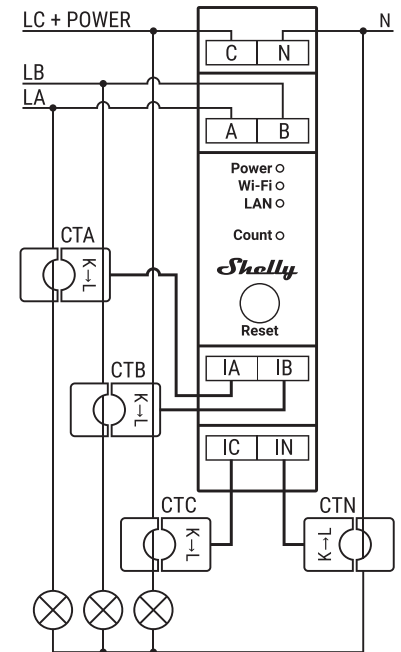 LC + POWER
N
C N
LB
LA
A B
Power
Wi-Fi
LAN
Count
Shelly
Reset
CTA
K→L
IA IB
CTB
K→L
IC IN
CTC
K→L
CTN
K→L